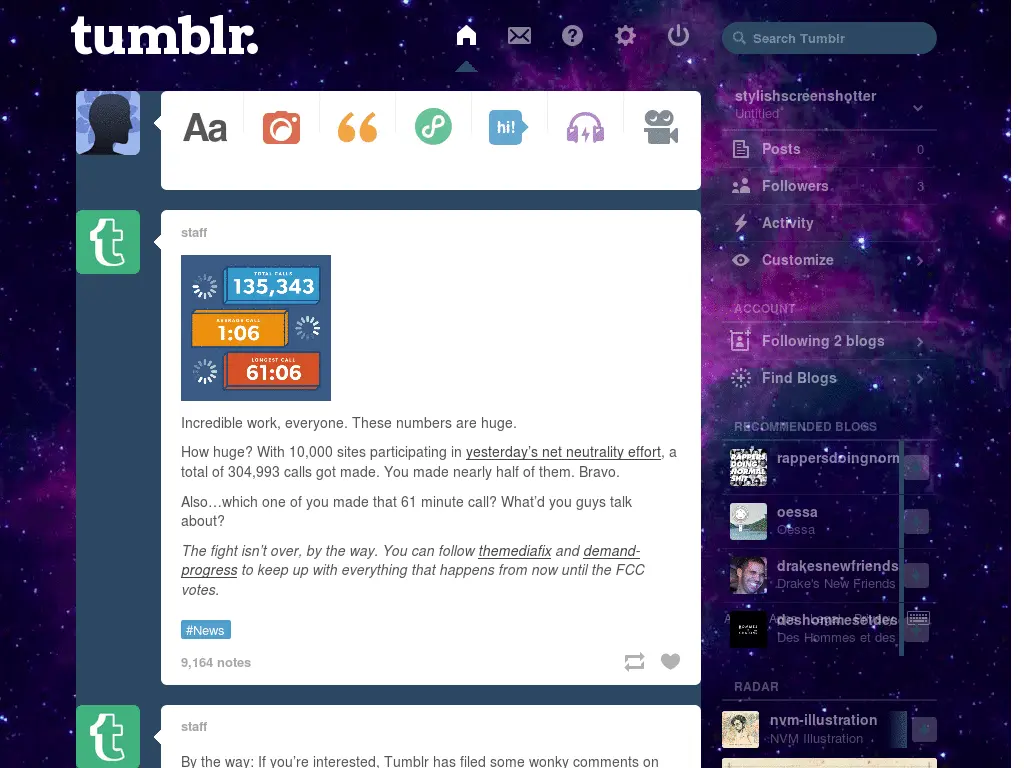 tumblr.
Search Tumblr
Aa
hi!
stylishscreenshotter
Untitled
Posts 0
Followers 3
Activity
Customize
ACCOUNT
Following 2 blogs
Find Blogs
RECOMMENDED BLOGS
rappersdoingnorm
RAPPERS
DOING
NORMAL
SHIT
oessa
Oessa
drakesnewfriends
Drake's New Friends
deshommesetdes
Des Hommes et des
RADAR
nvm-illustration
NVM Illustration
staff
TOTAL CALLS
135,343
AVERAGE CALL
1:06
LONGEST CALL
61:06
Incredible work, everyone. These numbers are huge.
How huge? With 10,000 sites participating in yesterday's net neutrality effort, a
total of 304,993 calls got made. You made nearly half of them. Bravo.
Also…which one of you made that 61 minute call? What'd you guys talk
about?
The fight isn't over, by the way. You can follow themediafix and demand-
progress to keep up with everything that happens from now until the FCC
votes.
#News
9,164 notes
staff
By the way: If you're interested, Tumblr has filed some wonky comments on